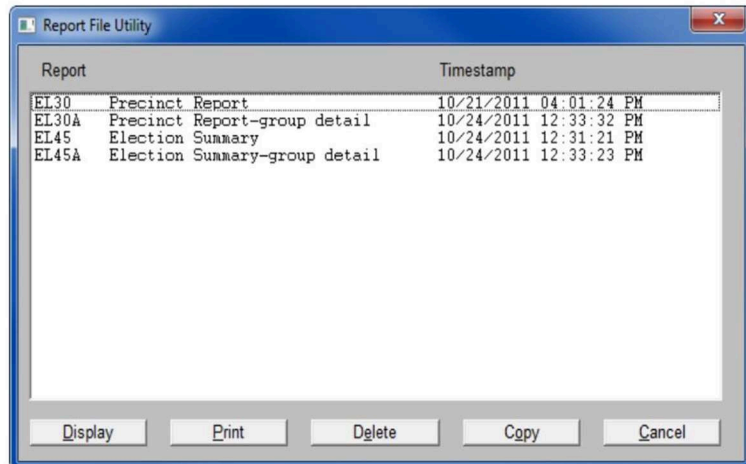 Report File Utility
X
Report Timestamp
EL30 Precinct Report 10/21/2011 04:01:24 PM
EL30A Precinct Report-group detail 10/24/2011 12:33:32 PM
EL45 Election Summary 10/24/2011 12:31:21 PM
EL45A Election Summary-group detail 10/24/2011 12:33:23 PM
Display Print Delete Copy Cancel